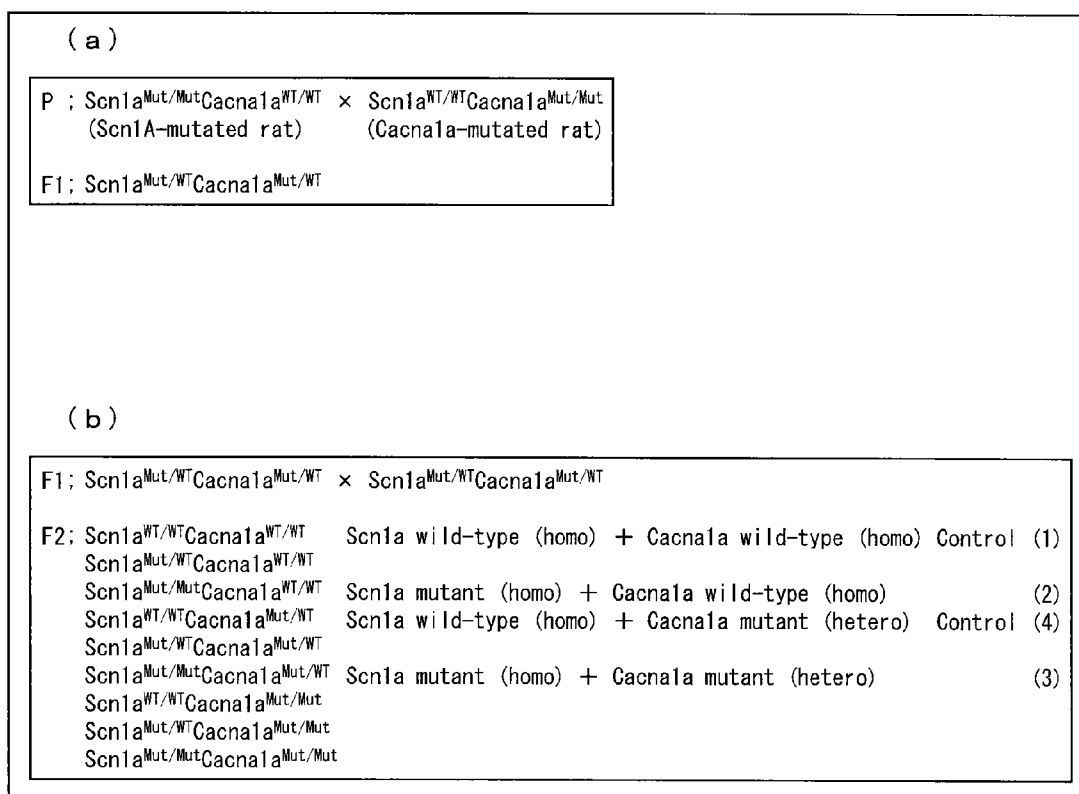 (a)
P ; Scn1a^Mut/Mut Cacna1a^WT/WT × Scn1a^WT/WT Cacna1a^Mut/Mut
(Scn1A-mutated rat) (Cacna1a-mutated rat)
F1; Scn1a^Mut/WT Cacna1a^Mut/WT
(b)
F1; Scn1a^Mut/WT Cacna1a^Mut/WT × Scn1a^Mut/WT Cacna1a^Mut/WT
F2; Scn1a^WT/WT Cacna1a^WT/WT Scn1a wild-type (homo) + Cacna1a wild-type (homo) Control (1)
Scn1a^Mut/WT Cacna1a^WT/WT
Scn1a^Mut/Mut Cacna1a^WT/WT Scn1a mutant (homo) + Cacna1a wild-type (homo) (2)
Scn1a^WT/WT Cacna1a^Mut/WT Scn1a wild-type (homo) + Cacna1a mutant (hetero) Control (4)
Scn1a^Mut/WT Cacna1a^Mut/WT
Scn1a^Mut/Mut Cacna1a^Mut/WT Scn1a mutant (homo) + Cacna1a mutant (hetero) (3)
Scn1a^WT/WT Cacna1a^Mut/Mut
Scn1a^Mut/WT Cacna1a^Mut/Mut
Scn1a^Mut/Mut Cacna1a^Mut/Mut